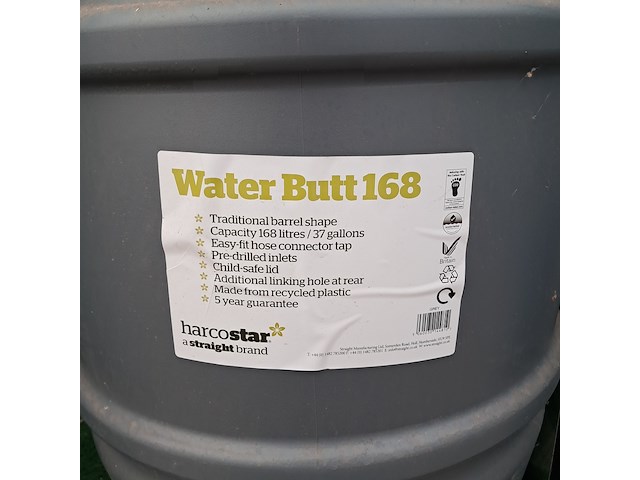 Water Butt 168
Traditional barrel shape
Capacity 168 litres / 37 gallons
Easy-fit hose connector tap
Pre-drilled inlets
Child-safe lid
Additional linking hole at rear
Made from recycled plastic
5 year guarantee
harcostar
a straight brand
Britain